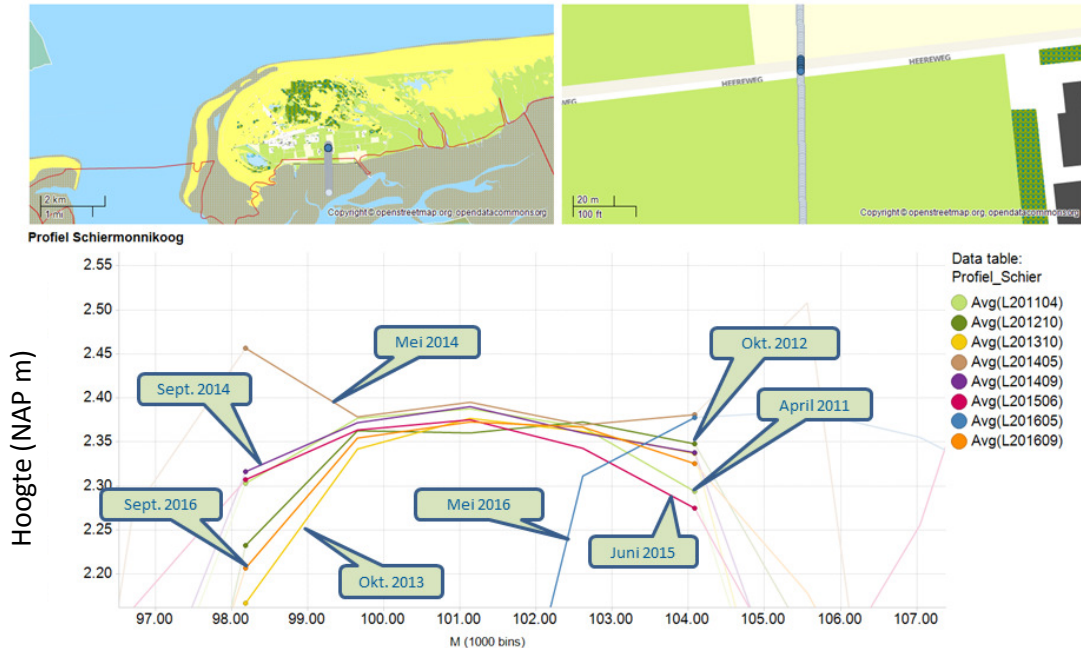 2 km
1 mi
Copyright © openstreetmap.org, opendatacommons.org
WEG
HEEREWEG
HEEREWEG
20 m
100 ft
Copyright © openstreetmap.org, opendatacommons.org
Profiel Schiermonnikoog
2.55
2.50
2.45
2.40
2.35
2.30
2.25
2.20
Hoogte (NAP m)
Mei 2014
Sept. 2014
Okt. 2012
April 2011
Sept. 2016
Mei 2016
Juni 2015
Okt. 2013
97.00 98.00 99.00 100.00 101.00 102.00 103.00 104.00 105.00 106.00 107.00
M (1000 bins)
Data table:
Profiel_Schier
Avg(L201104)
Avg(L201210)
Avg(L201310)
Avg(L201405)
Avg(L201409)
Avg(L201506)
Avg(L201605)
Avg(L201609)